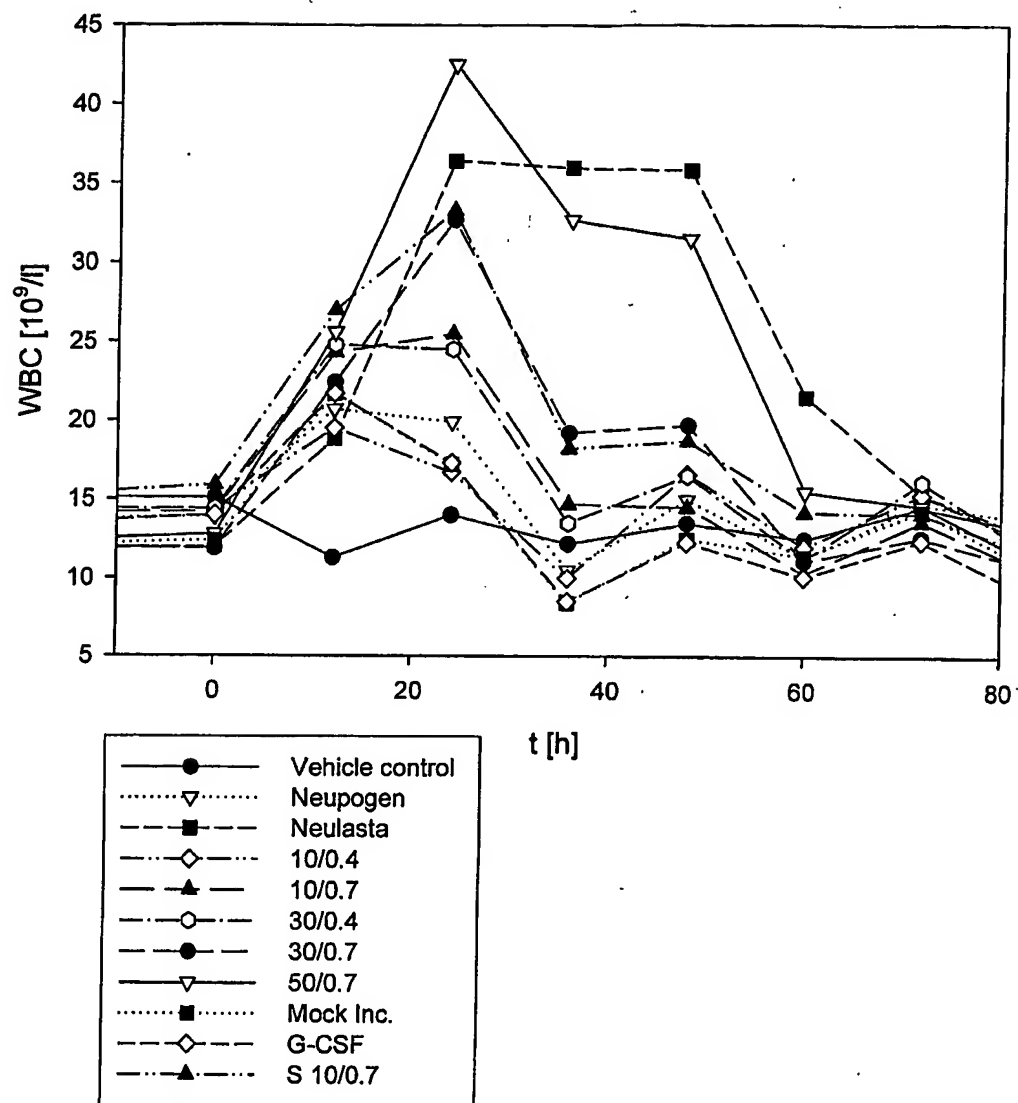 45
40
35
30
25
20
15
10
5
WBC [10⁹/l]
0
20
40
60
80
t [h]
Vehicle control
Neupogen
Neulasta
10/0.4
10/0.7
30/0.4
30/0.7
50/0.7
Mock Inc.
G-CSF
S 10/0.7